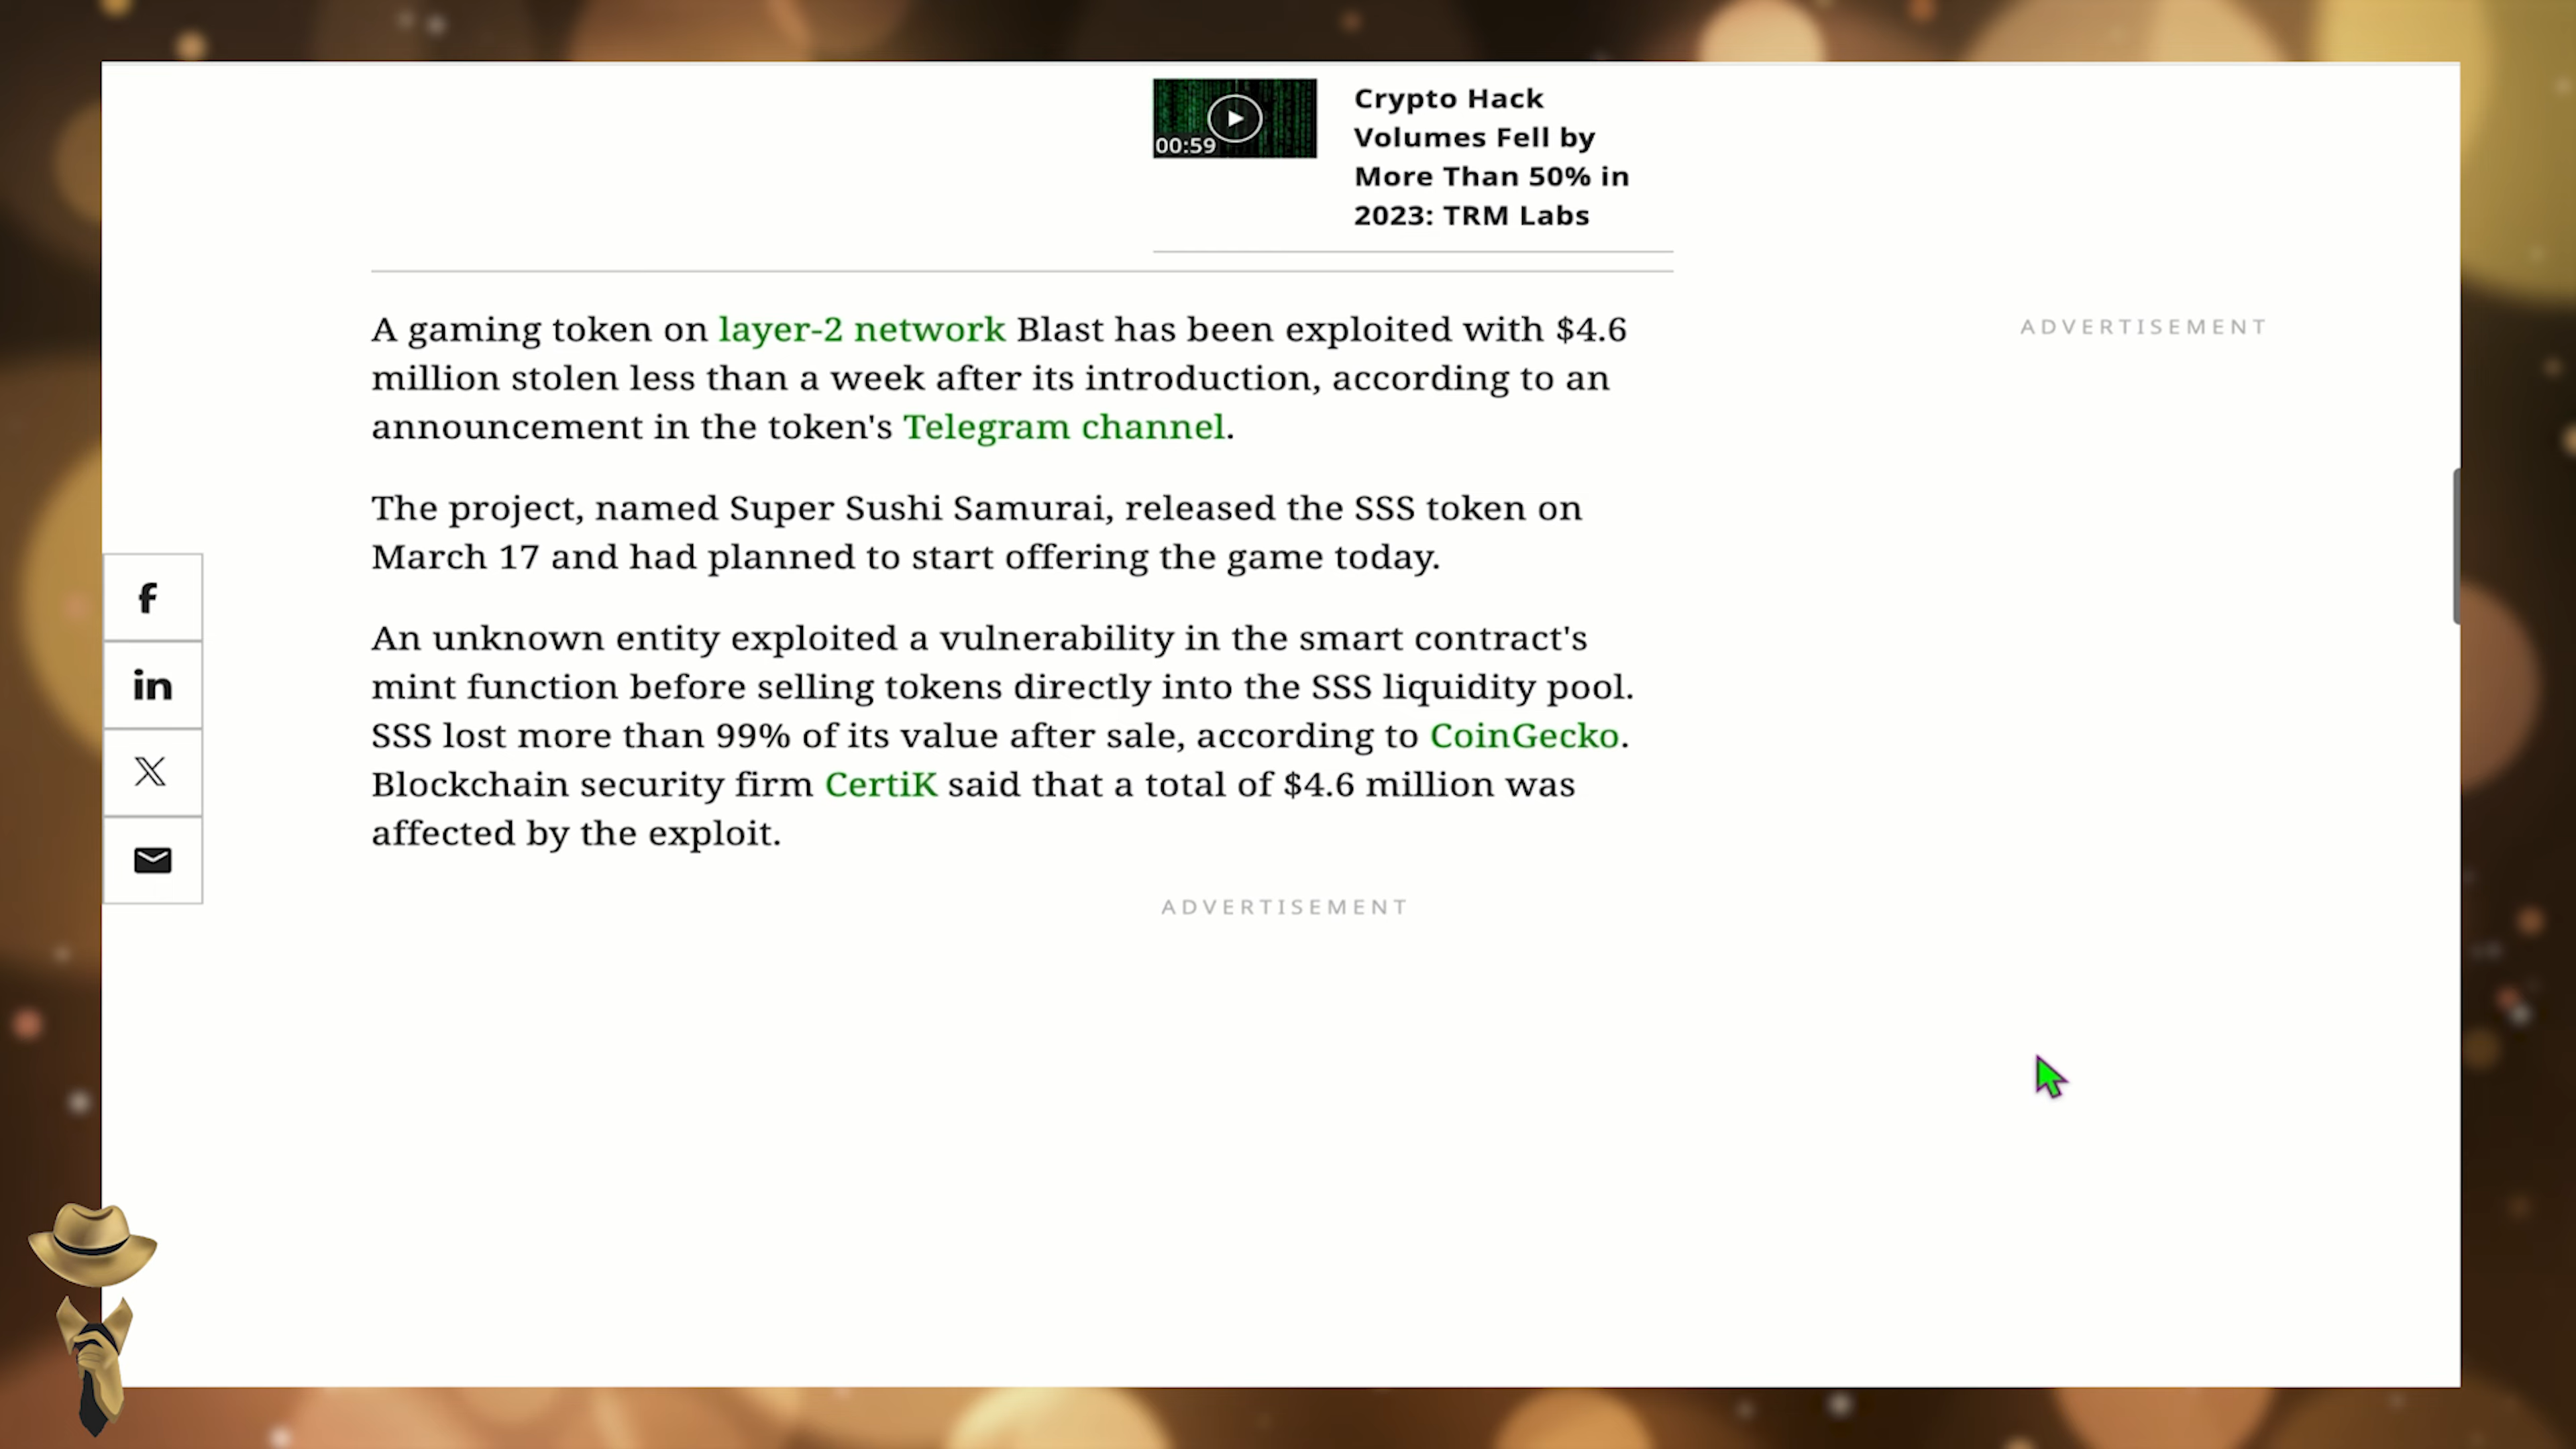 00:59
Crypto Hack
Volumes Fell by
More Than 50% in
2023: TRM Labs
A gaming token on layer-2 network Blast has been exploited with $4.6
million stolen less than a week after its introduction, according to an
announcement in the token's Telegram channel.
ADVERTISEMENT
The project, named Super Sushi Samurai, released the SSS token on
March 17 and had planned to start offering the game today.
An unknown entity exploited a vulnerability in the smart contract's
mint function before selling tokens directly into the SSS liquidity pool.
SSS lost more than 99% of its value after sale, according to CoinGecko.
Blockchain security firm CertiK said that a total of $4.6 million was
affected by the exploit.
ADVERTISEMENT
f
in
X